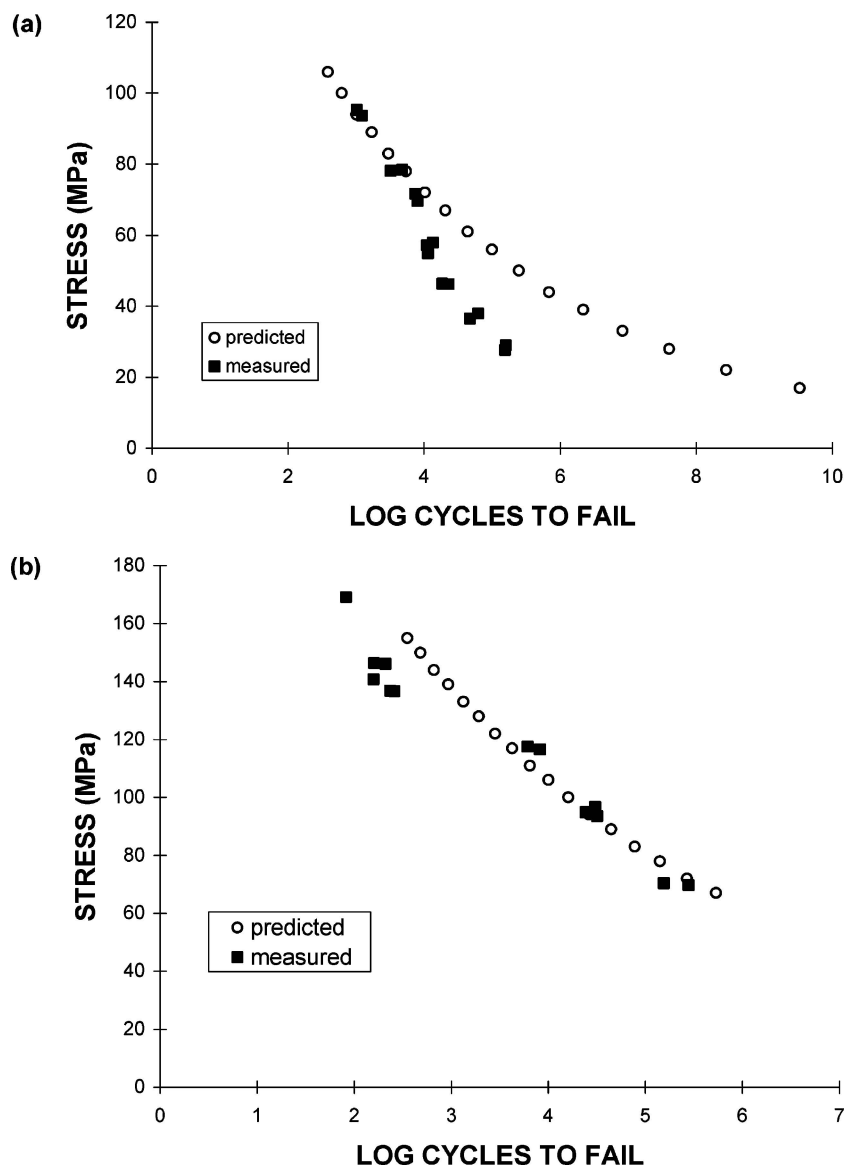 (a)
120
100
80
60
40
20
0
STRESS (MPa)
predicted
measured
0 2 4 6 8 10
LOG CYCLES TO FAIL
(b)
180
160
140
120
100
80
60
40
20
0
STRESS (MPa)
predicted
measured
0 1 2 3 4 5 6 7
LOG CYCLES TO FAIL